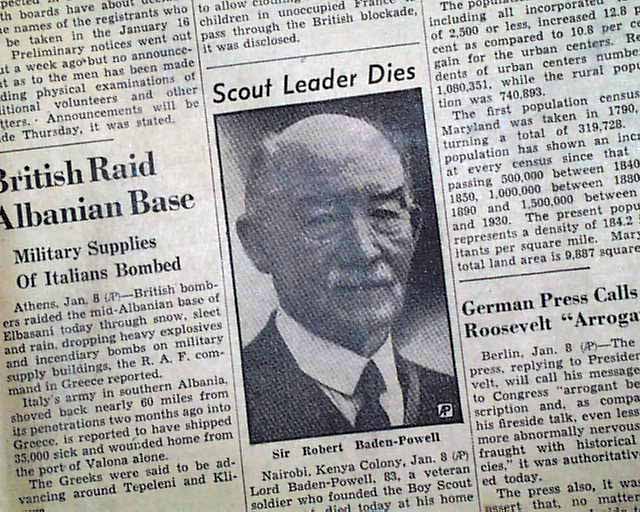 th boards have about
e names of the registrants who
be taken in the January 16
Preliminary notices went out
t a week ago but no announce-
t as to the men has been made
ding physical examinations of
itional volunteers and other
tters. Announcements will be
de Thursday, it was stated.
British Raid
Albanian Base
Military Supplies
Of Italians Bombed
Athens, Jan. 8 (AP)—British bomb-
ers raided the mid-Albanian base of
Elbasani today through snow, sleet
and rain, dropping heavy explosives
and incendiary bombs on military
supply buildings, the R. A. F. com-
mand in Greece reported.
Italy's army in southern Albania,
shoved back nearly 60 miles from
its penetrations two months ago into
Greece, is reported to have shipped
35,000 sick and wounded home from
the port of Valona alone.
The Greeks were said to be ad-
vancing around Tepeleni and Kli-
to allow clothing
children in unoccupied France
pass through the British blockade,
it was disclosed.
Scout Leader Dies
AP
Sir Robert Baden-Powell
Nairobi, Kenya Colony, Jan. 8 (AP)
Lord Baden-Powell, 83, a veteran
soldier who founded the Boy Scout
died today at his home
The
including all incorporated
of 2,500 or less, increased 12.8
cent as compared to 10.8 per
gain for the urban centers.
dents of urban centers
1,080,351, while the rural
tion was 740,893.
The first population census
Maryland was taken in 1790,
turning a total of 319,728.
population has shown an
at every census since that
passing 500,000 between 1840
1850, 1,000,000 between 1880
1890 and 1,500,000 between
and 1930. The present
represents a density of 184.2
itants per square mile.
total land area is 9,887 square
German Press Calls
Roosevelt "Arroga
Berlin, Jan. 8 (AP)—The
press, replying to
velt, will call his message
to Congress "arrogant
scription and, as
his fireside talk, even less
more abnormally nervous
fraught with historical
cies," it was authoritative
ed today.
The press also, it was
assert that, no matter